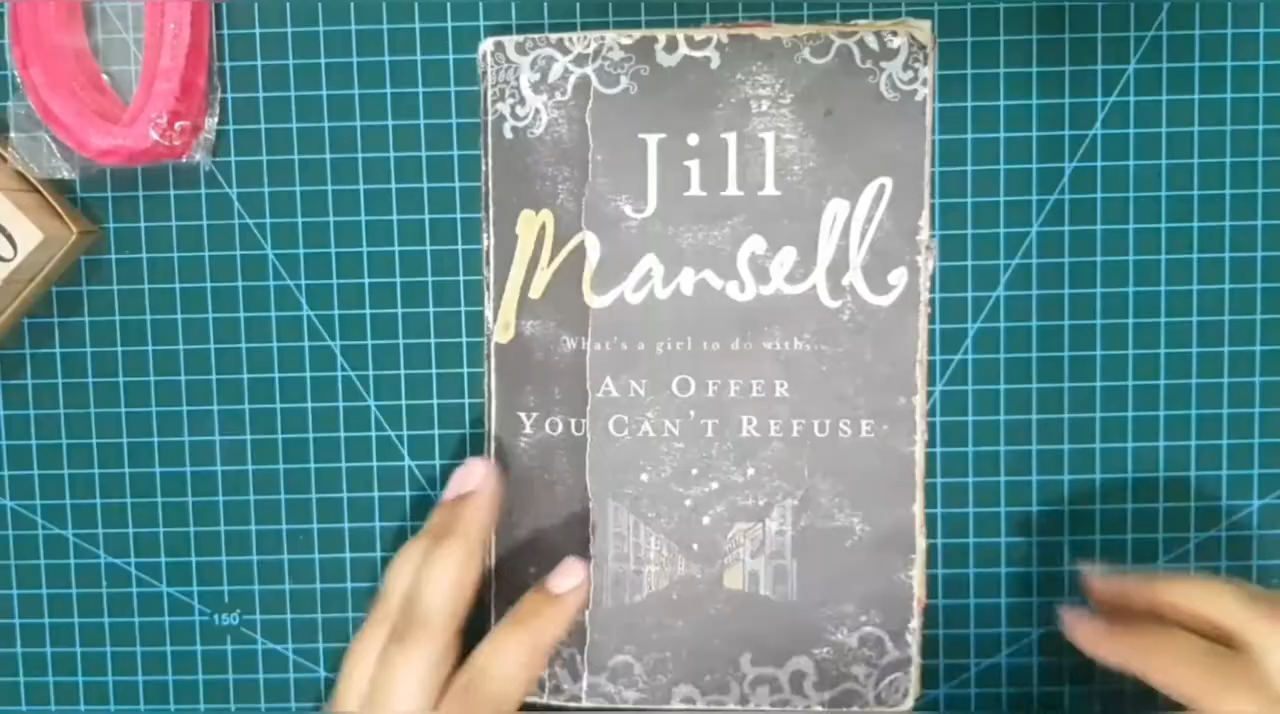 Jill
Mansell
What's a girl to do with...
AN OFFER
YOU CAN'T REFUSE
150